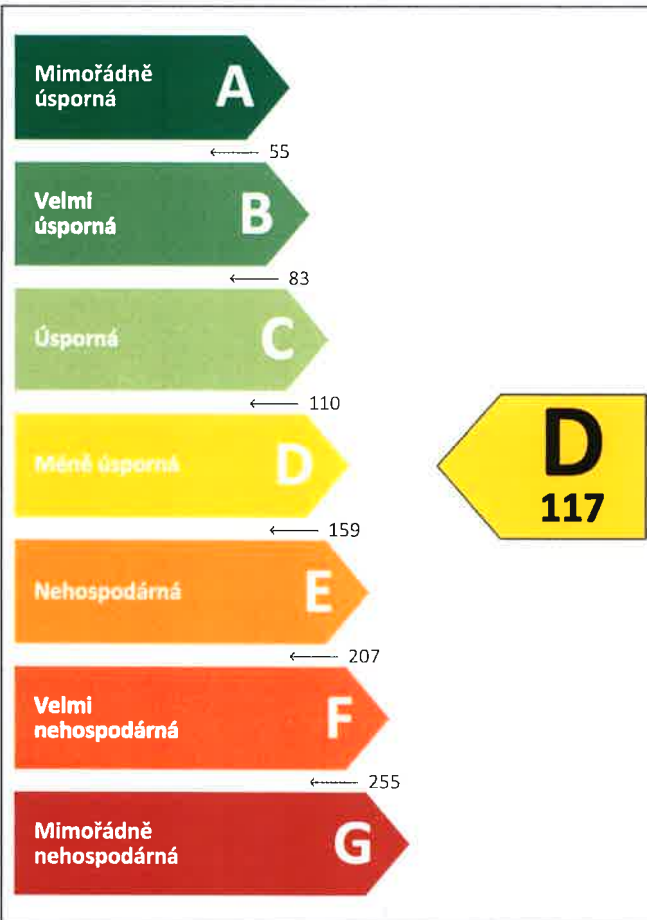 Mimořádně
úsporná
A
← 55
Velmi
úsporná
B
← 83
Úsporná
C
← 110
Méně úsporná
D
← 159
D
117
Nehospodárná
E
← 207
Velmi
nehospodárná
F
← 255
Mimořádně
nehospodárná
G